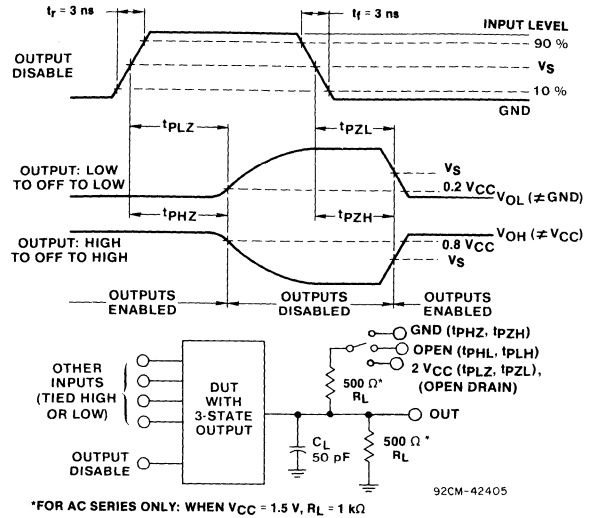 tr = 3 ns
tf = 3 ns
INPUT LEVEL
90 %
OUTPUT
DISABLE
VS
10 %
GND
tPLZ
tPZL
OUTPUT: LOW
TO OFF TO LOW
VS
0.2 VCC
VOL (≠GND)
tPHZ
tPZH
OUTPUT: HIGH
TO OFF TO HIGH
VOH (≠VCC)
0.8 VCC
VS
OUTPUTS
ENABLED
OUTPUTS
DISABLED
OUTPUTS
ENABLED
GND (tPHZ, tPZH)
OPEN (tPHL, tPLH)
2 VCC (tPLZ, tPZL),
(OPEN DRAIN)
OTHER
INPUTS
(TIED HIGH
OR LOW)
DUT
WITH
3-STATE
OUTPUT
500 Ω*
RL
OUT
CL
50 pF
500 Ω*
RL
OUTPUT
DISABLE
92CM-42405
*FOR AC SERIES ONLY: WHEN VCC = 1.5 V, RL = 1 kΩ